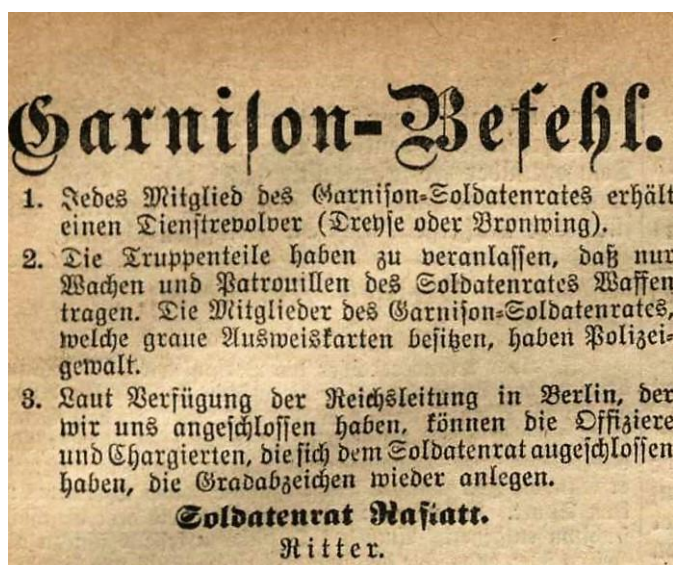 Garnison-Befehl.
1. Jedes Mitglied des Garnison-Soldatenrates erhält
einen Dienstrevolver (Dreyse oder Bronwing).
2. Die Truppenteile haben zu veranlassen, daß nur
Wachen und Patrouillen des Soldatenrates Waffen
tragen. Die Mitglieder des Garnison-Soldatenrates,
welche graue Ausweiskarten besitzen, haben Polizei-
gewalt.
3. Laut Verfügung der Reichsleitung in Berlin, der
wir uns angeschlossen haben, können die Offiziere
und Chargierten, die sich dem Soldatenrat augeschlossen
haben, die Gradabzeichen wieder anlegen.
Soldatenrat Rastatt.
Ritter.